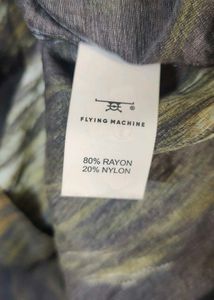 FLYING MACHINE
80% RAYON
20% NYLON